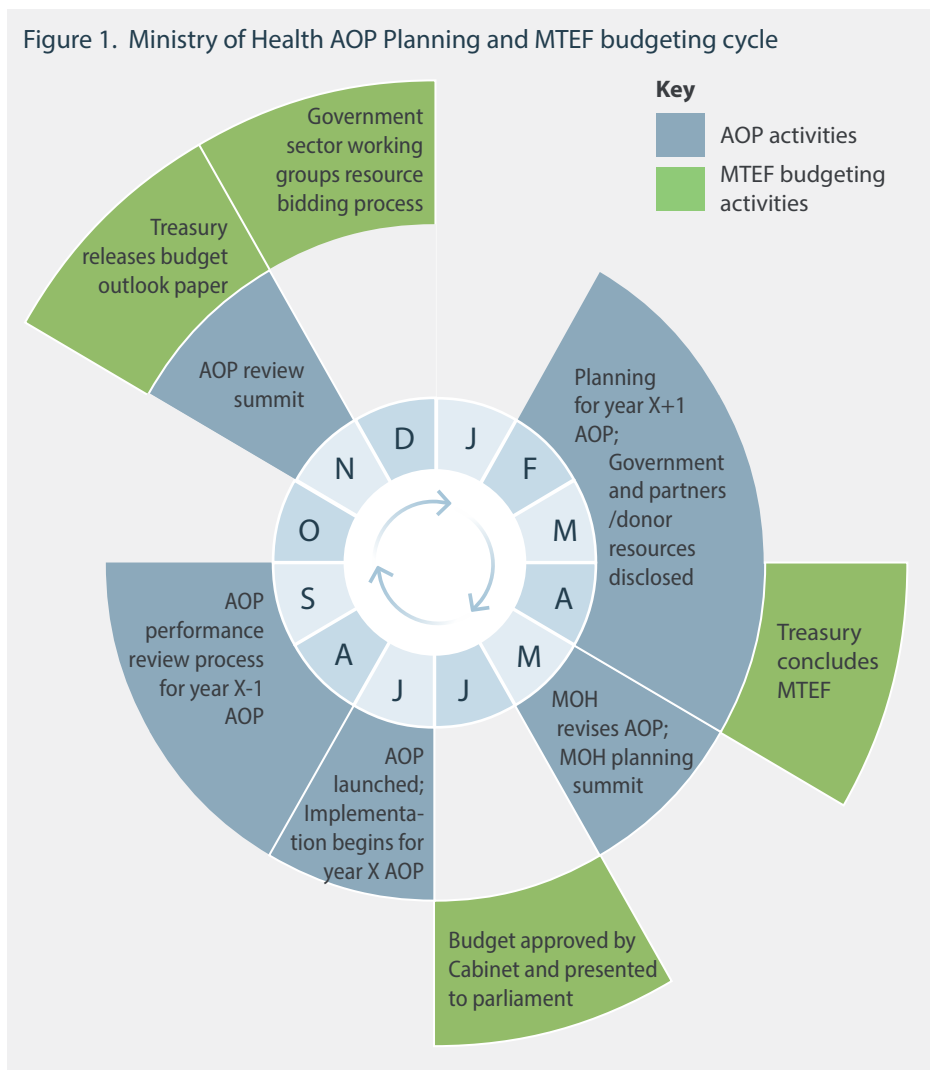 Figure 1. Ministry of Health AOP Planning and MTEF budgeting cycle
Key
AOP activities
MTEF budgeting
activities
Government
sector working
groups resource
bidding process
Treasury
releases budget
outlook paper
AOP review
summit
Planning
for year X+1
AOP;
Government
and partners
/donor
resources
disclosed
Treasury
concludes
MTEF
MOH
revises AOP;
MOH planning
summit
Budget approved by
Cabinet and presented
to parliament
AOP
launched;
Implementa-
tion begins for
year X AOP
AOP
performance
review process
for year X-1
AOP
J
F
M
A
M
J
J
A
S
O
N
D